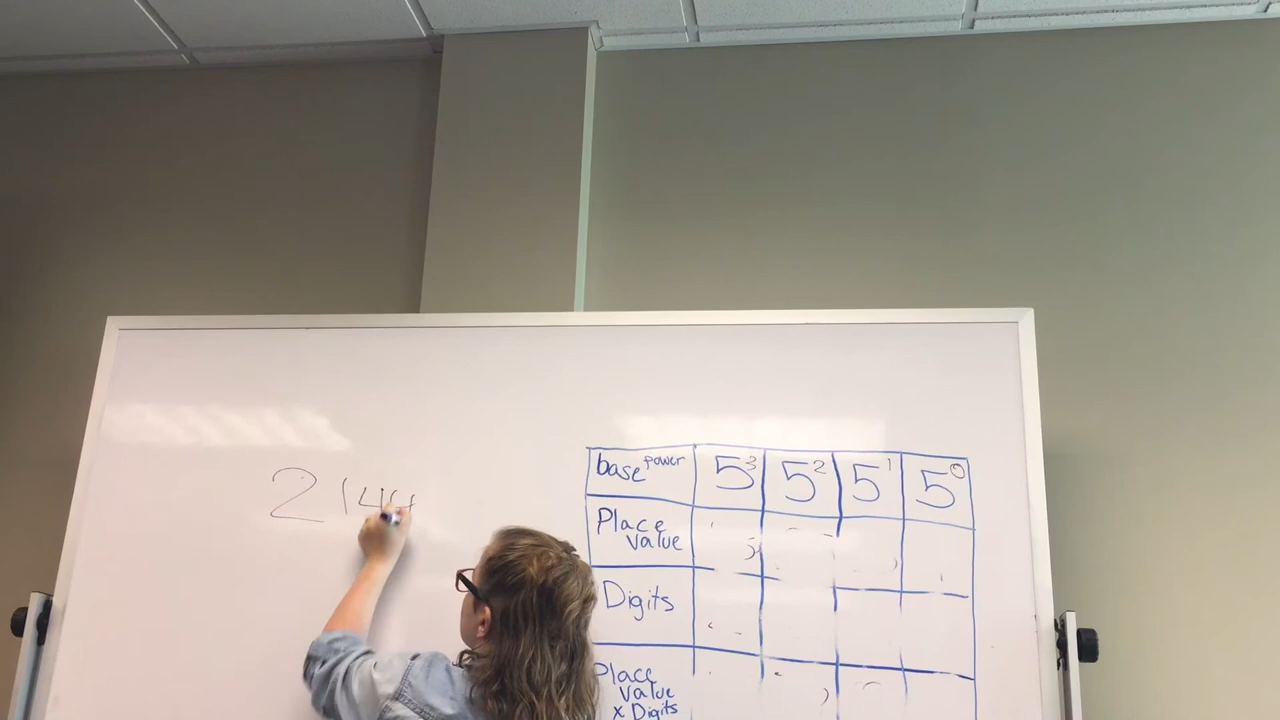 2144
base power 5³ 5² 5¹ 5⁰
Place
value
Digits
Place
value
x Digits